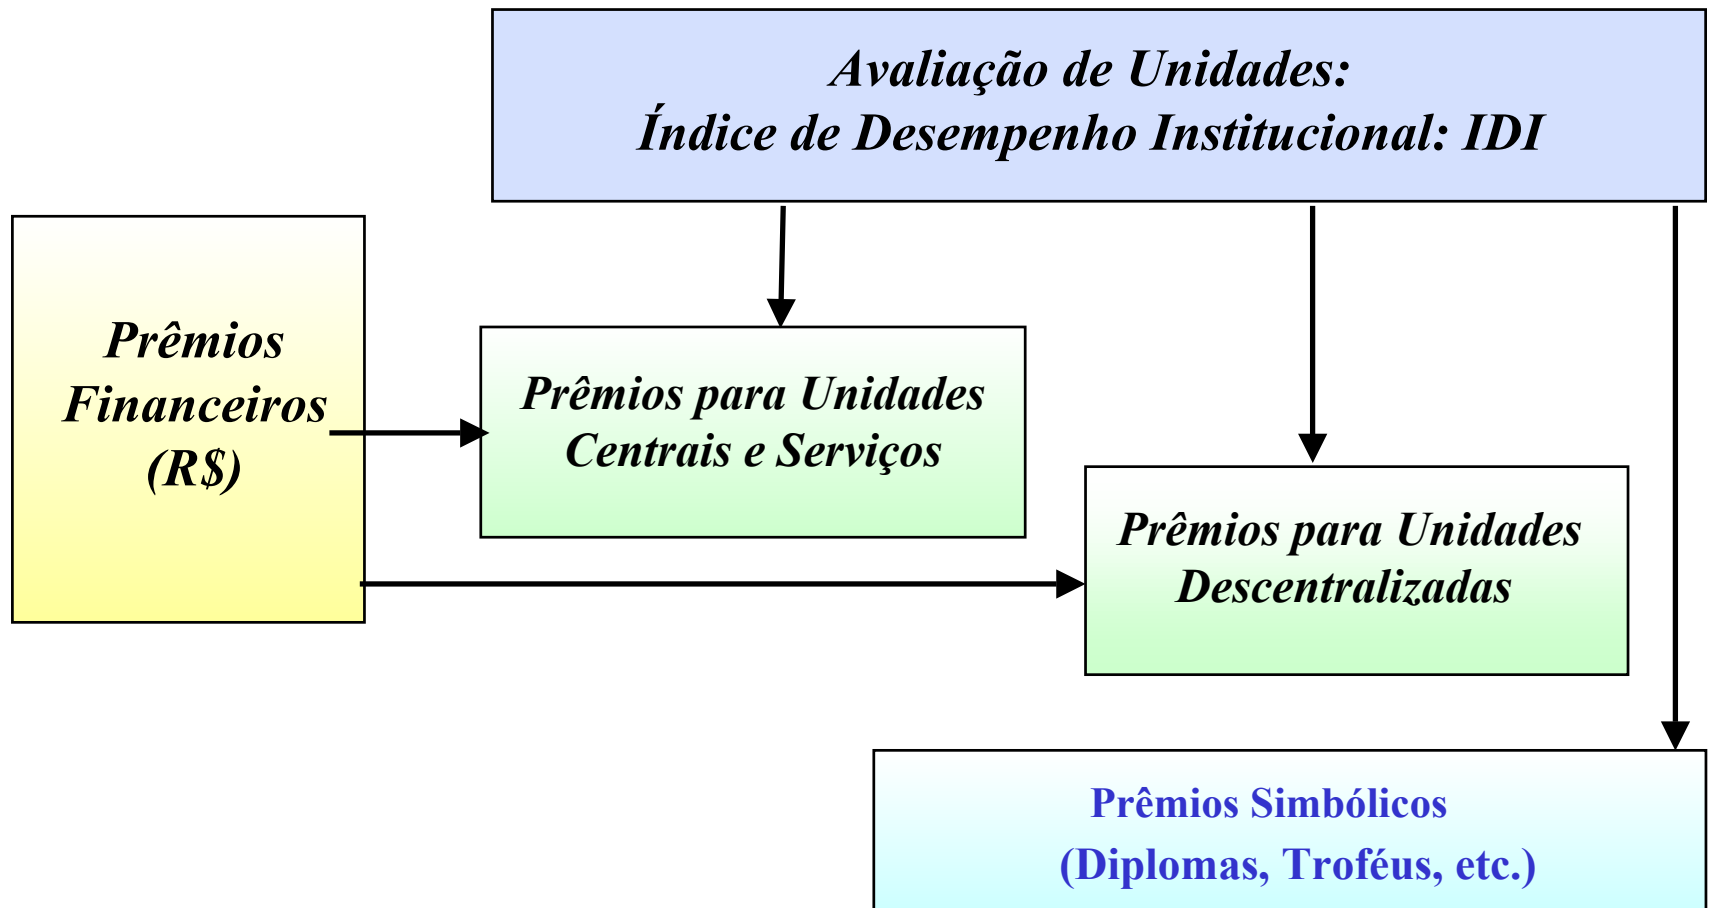 Avaliação de Unidades:
Índice de Desempenho Institucional: IDI
Prêmios
Financeiros
(R$)
Prêmios para Unidades
Centrais e Serviços
Prêmios para Unidades
Descentralizadas
Prêmios Simbólicos
(Diplomas, Troféus, etc.)